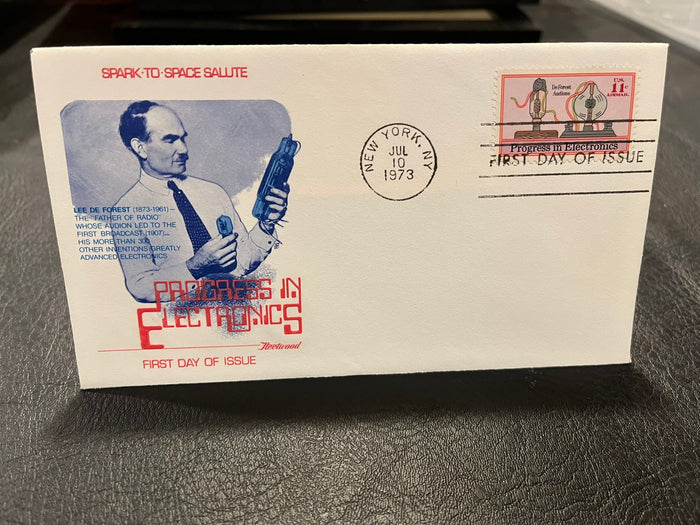 SPARK·TO·SPACE SALUTE
LEE DE FOREST (1873-1961)—
THE "FATHER OF RADIO"
WHOSE AUDION LED TO THE
FIRST BROADCAST (1907)...
HIS MORE THAN 300
OTHER INVENTIONS GREATLY
ADVANCED ELECTRONICS
PROGRESS IN
ELECTRONICS
Fleetwood
FIRST DAY OF ISSUE
NEW YORK, NY
JUL
10
1973
De Forest
Audions
U.S.
11c
AIRMAIL
Progress in Electronics
FIRST DAY OF ISSUE